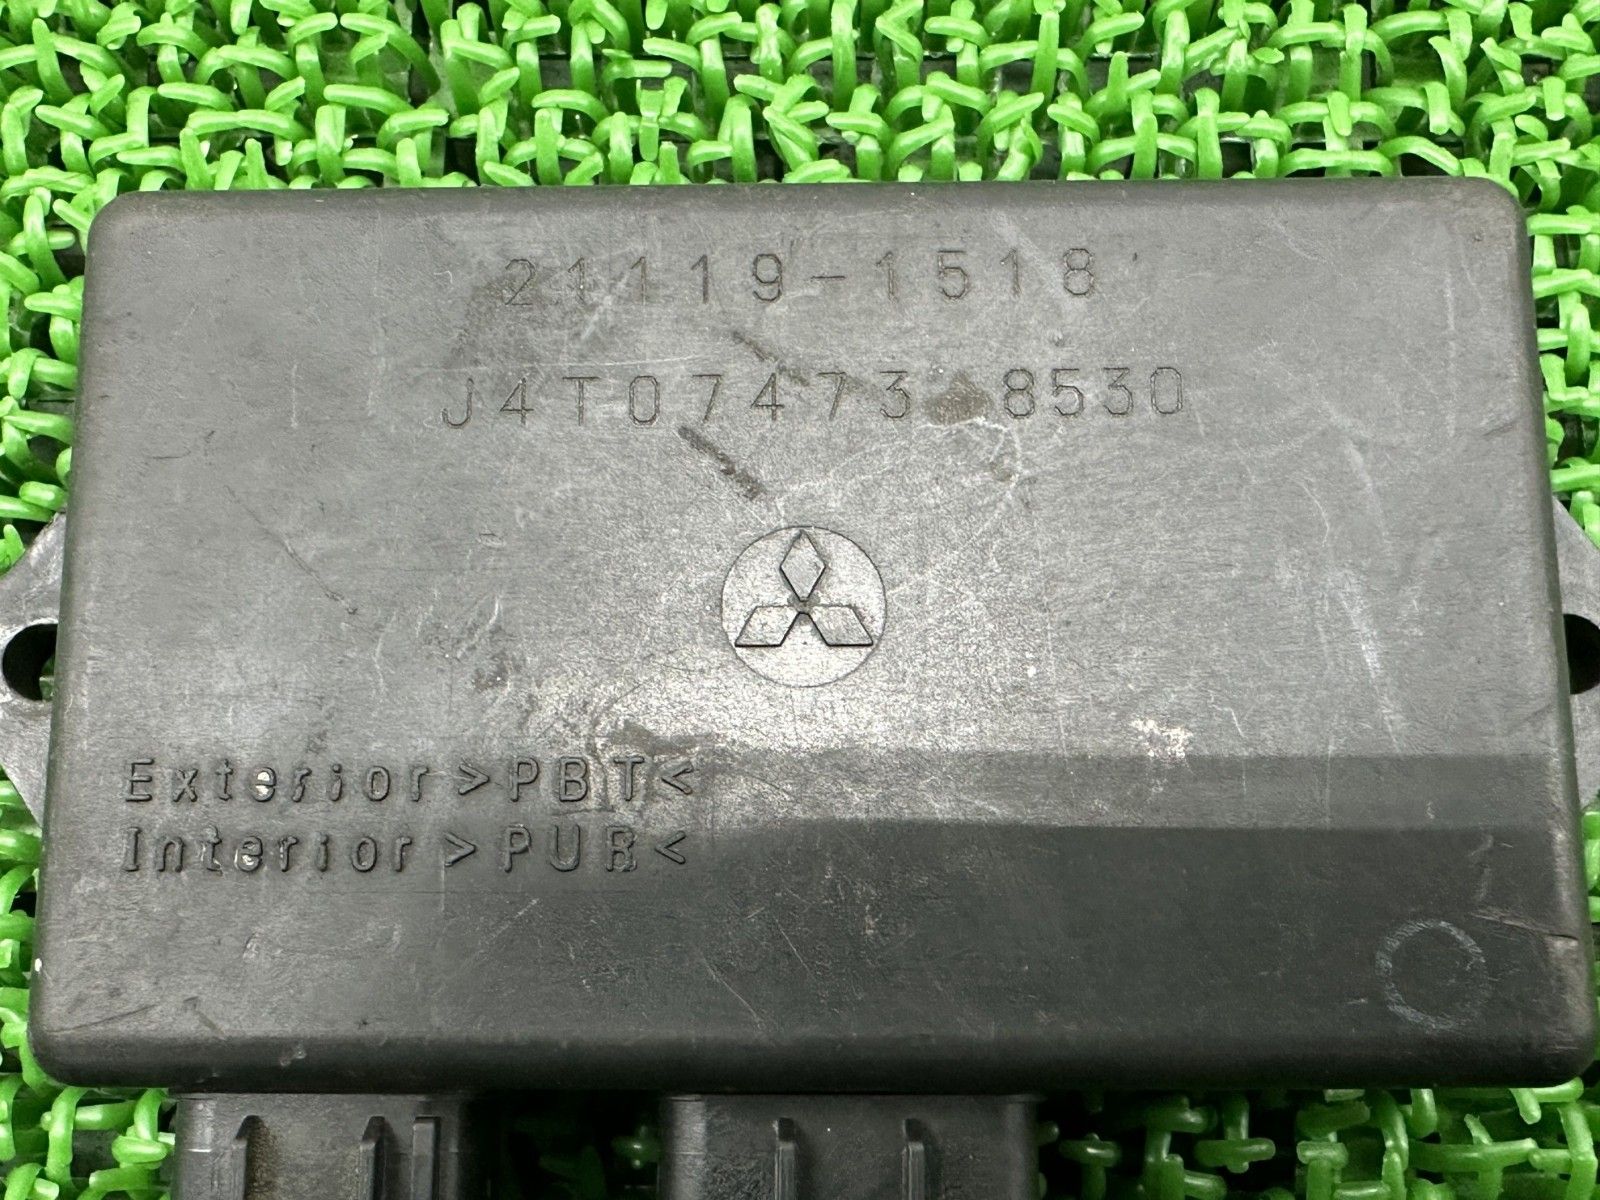 21119-1518
J4T07473 8530
Exterior >PBT<
Interior >PUR<